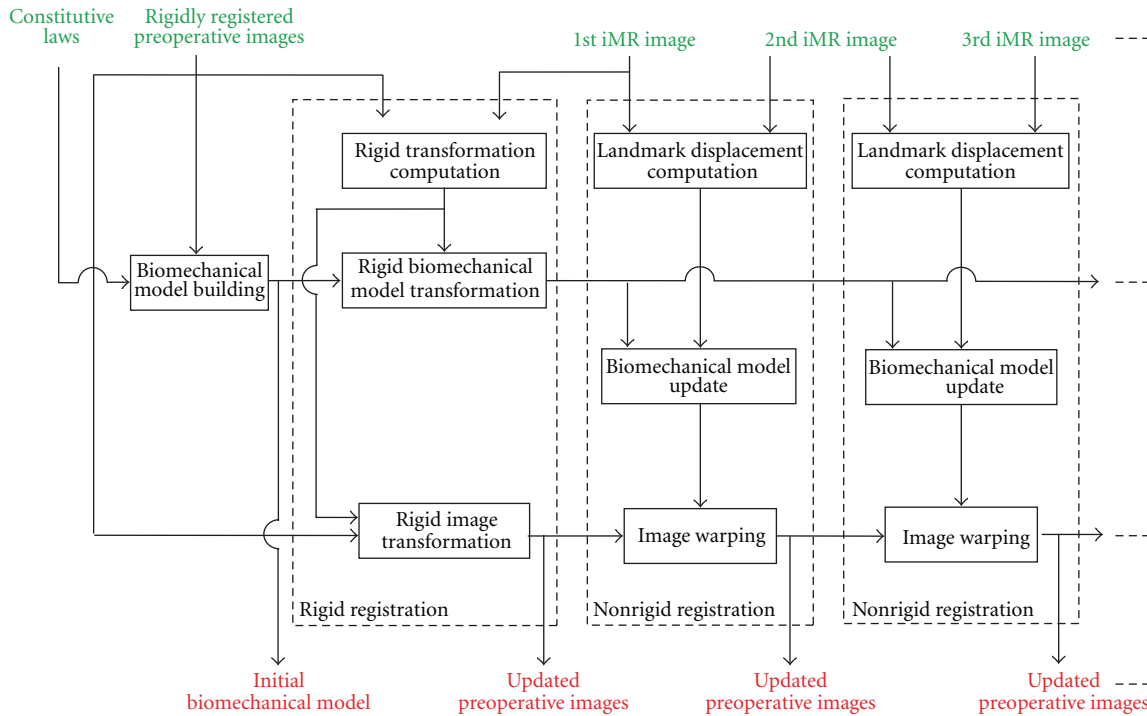 Constitutive
laws
Rigidly registered
preoperative images
1st iMR image
2nd iMR image
3rd iMR image
Rigid transformation
computation
Landmark displacement
computation
Landmark displacement
computation
Biomechanical
model building
Rigid biomechanical
model transformation
Biomechanical model
update
Biomechanical model
update
Rigid image
transformation
Image warping
Image warping
Rigid registration
Nonrigid registration
Nonrigid registration
Initial
biomechanical model
Updated
preoperative images
Updated
preoperative images
Updated
preoperative images